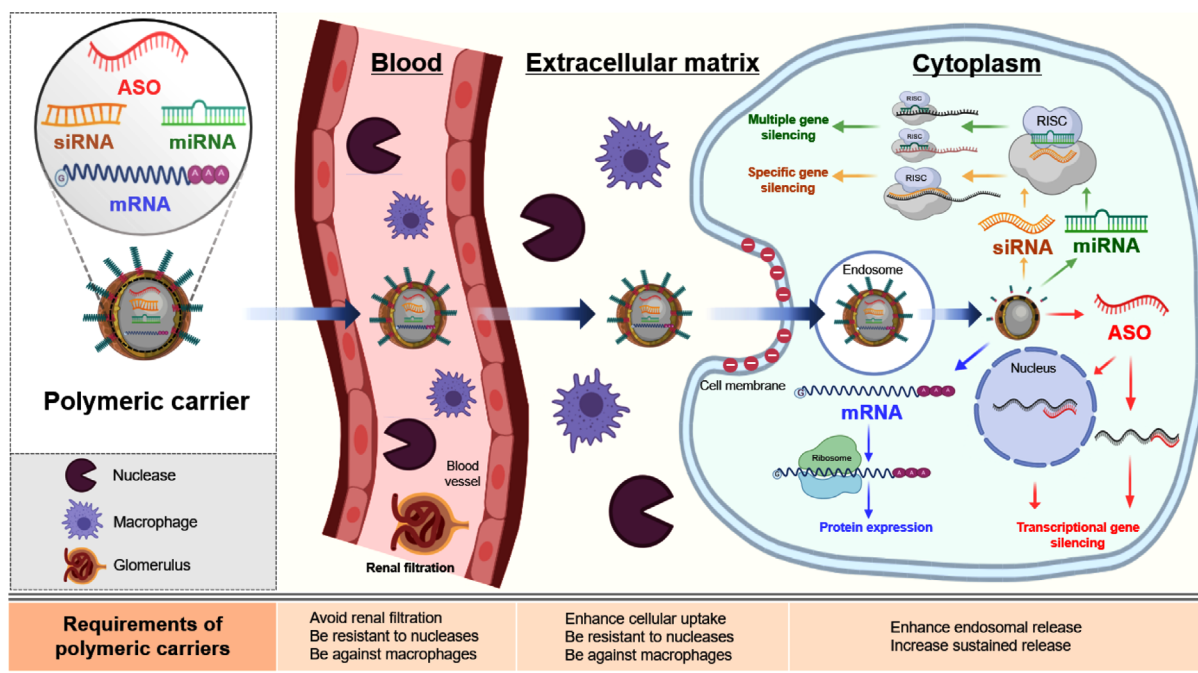 ASO
siRNA
miRNA
G
A A A
mRNA
Polymeric carrier
Nuclease
Macrophage
Glomerulus
Blood
Blood
vessel
Renal filtration
Extracellular matrix
Cytoplasm
Multiple gene
silencing
Specific gene
silencing
RISC
RISC
RISC
RISC
siRNA
miRNA
Endosome
ASO
Cell membrane
G
A A A
mRNA
Nucleus
Ribosome
G
A A A
Protein expression
Transcriptional gene
silencing
Requirements of
polymeric carriers
Avoid renal filtration
Be resistant to nucleases
Be against macrophages
Enhance cellular uptake
Be resistant to nucleases
Be against macrophages
Enhance endosomal release
Increase sustained release